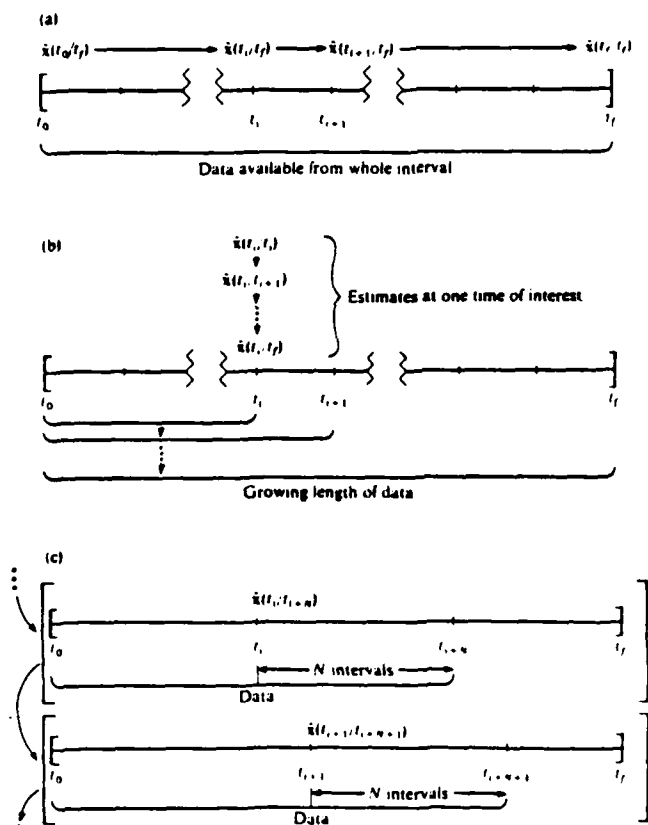 (a)
x̂(t₀/t_f) x̂(tᵢ/t_f) x̂(tᵢ₊₁/t_f) x̂(t_f/t_f)
t₀ tᵢ tᵢ₊₁ t_f
Data available from whole interval
(b)
x̂(tᵢ/tᵢ)
x̂(tᵢ/tᵢ₊₁)
Estimates at one time of interest
x̂(tᵢ/t_f)
t₀ tᵢ tᵢ₊₁ t_f
Growing length of data
(c)
x̂(tᵢ/tᵢ₊N)
t₀ tᵢ tᵢ₊N t_f
N intervals
Data
x̂(tᵢ₊₁/tᵢ₊N₊₁)
t₀ tᵢ₊₁ tᵢ₊N₊₁ t_f
N intervals
Data